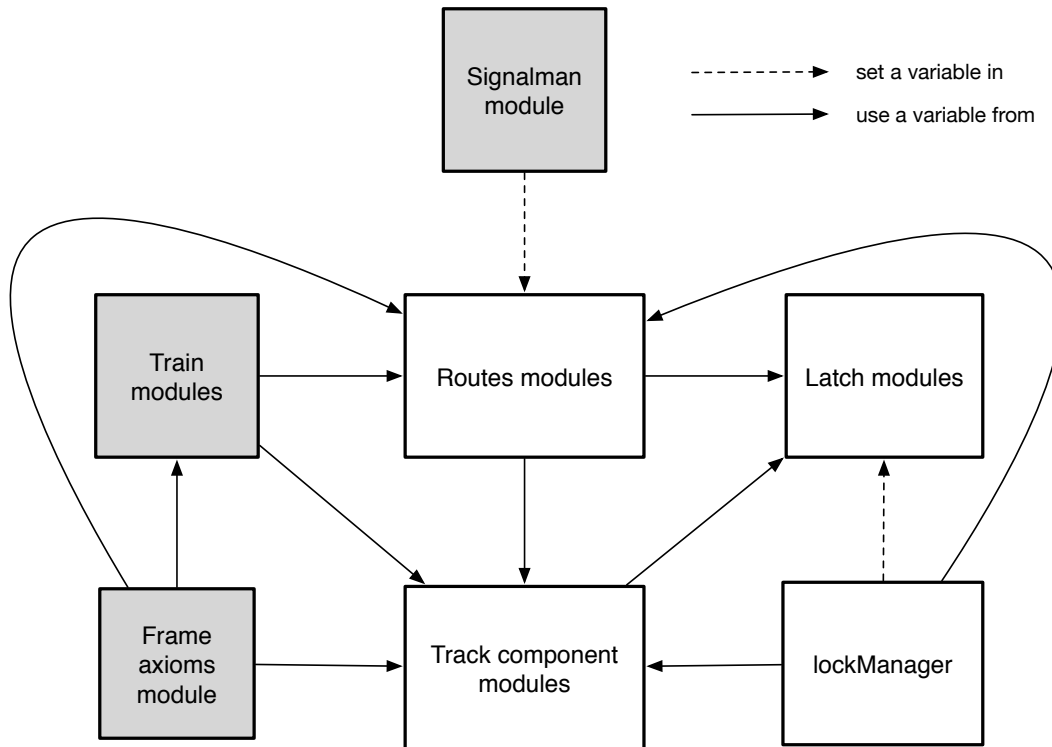 Signalman
module
set a variable in
use a variable from
Train
modules
Routes modules
Latch modules
Frame
axioms
module
Track component
modules
lockManager